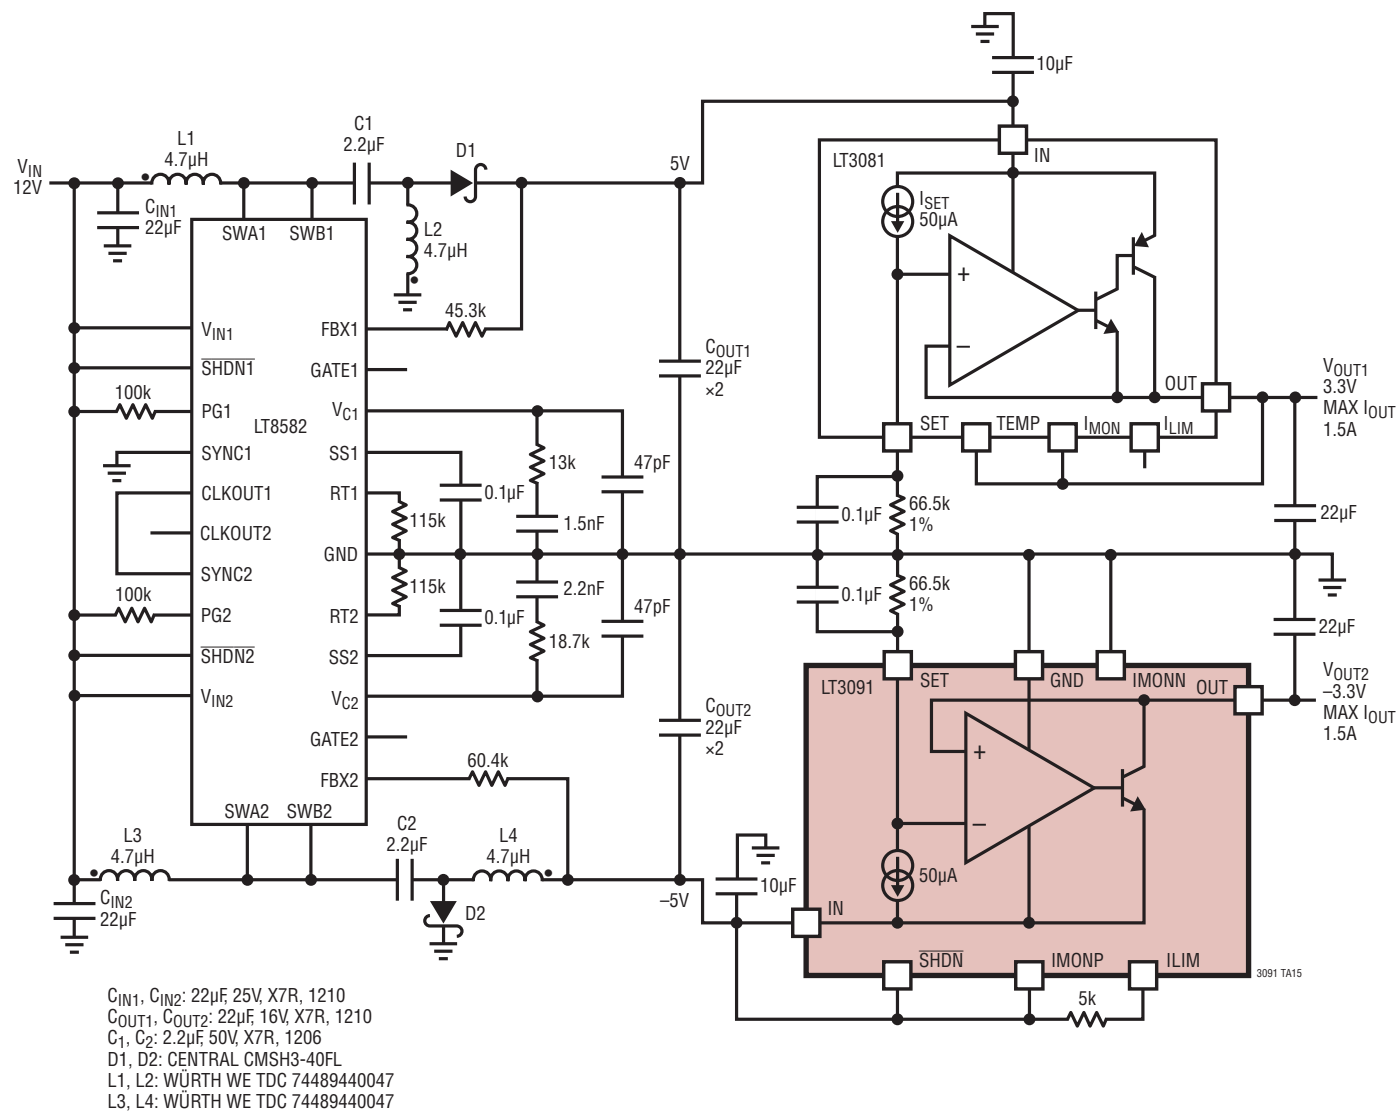 10µF
L1
4.7µH
C1
2.2µF
D1
5V
VIN
12V
CIN1
22µF
SWA1
SWB1
L2
4.7µH
45.3k
VIN1
SHDN1
100k
PG1
SYNC1
CLKOUT1
CLKOUT2
SYNC2
100k
PG2
SHDN2
VIN2
LT8582
FBX1
GATE1
VC1
SS1
RT1
GND
RT2
SS2
VC2
GATE2
FBX2
SWA2
SWB2
115k
115k
0.1µF
0.1µF
13k
1.5nF
2.2nF
18.7k
47pF
47pF
COUT1
22µF
×2
COUT2
22µF
×2
60.4k
L3
4.7µH
C2
2.2µF
L4
4.7µH
CIN2
22µF
D2
–5V
LT3081
IN
ISET
50µA
+
–
OUT
SET
TEMP
IMON
ILIM
VOUT1
3.3V
MAX IOUT
1.5A
0.1µF
66.5k
1%
22µF
0.1µF
66.5k
1%
22µF
LT3091
SET
GND
IMONN
OUT
VOUT2
–3.3V
MAX IOUT
1.5A
+
–
50µA
10µF
IN
SHDN
IMONP
ILIM
5k
3091 TA15
CIN1, CIN2: 22µF, 25V, X7R, 1210
COUT1, COUT2: 22µF, 16V, X7R, 1210
C1, C2: 2.2µF, 50V, X7R, 1206
D1, D2: CENTRAL CMSH3-40FL
L1, L2: WÜRTH WE TDC 74489440047
L3, L4: WÜRTH WE TDC 74489440047